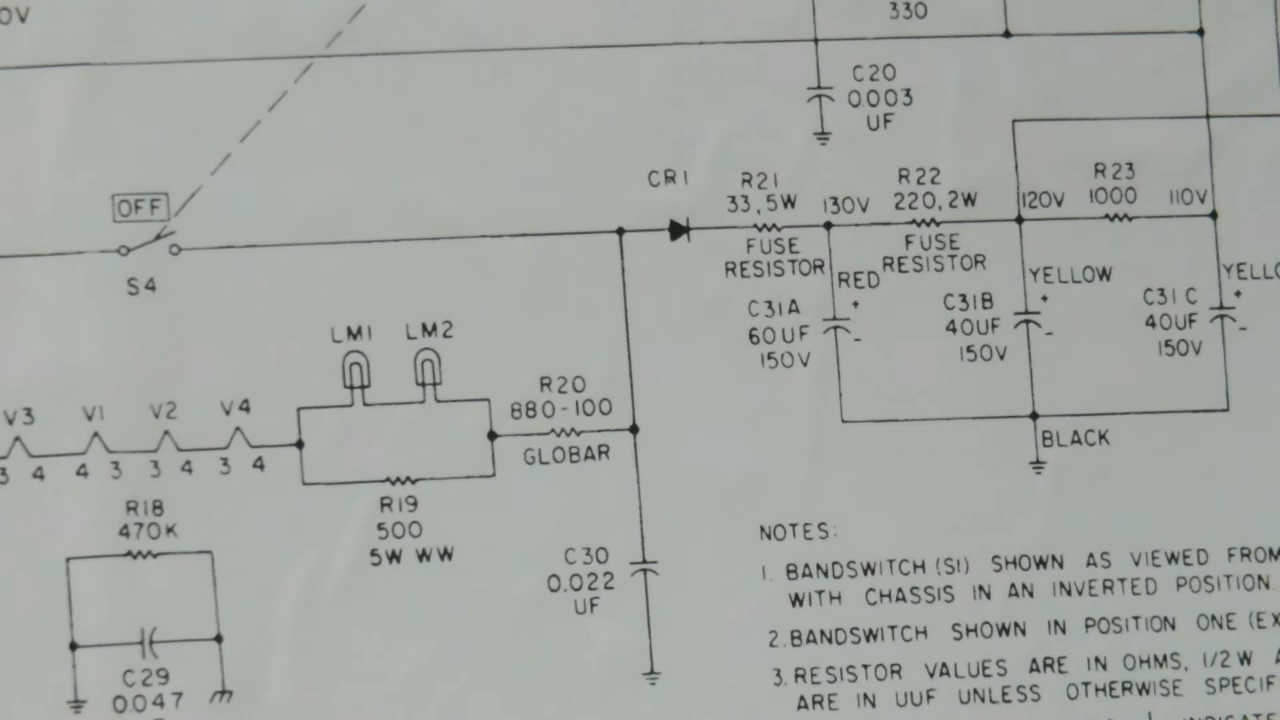 0V
330
C20
0.003
UF
OFF
S4
CR1
R21
33,5W
FUSE
RESISTOR
130V
R22
220,2W
FUSE
RESISTOR
120V
R23
1000
110V
RED
C31A
60UF
150V
+
-
YELLOW
C31B
40UF
150V
+
-
C31C
40UF
150V
+
-
BLACK
LM1 LM2
R20
880-100
GLOBAR
V3 V1 V2 V4
3 4 4 3 3 4 3 4
R19
500
5W WW
R18
470K
C29
0.047
C30
0.022
UF
NOTES:
1. BANDSWITCH (S1) SHOWN AS VIEWED FROM
WITH CHASSIS IN AN INVERTED POSITION.
2. BANDSWITCH SHOWN IN POSITION ONE (EX
3. RESISTOR VALUES ARE IN OHMS, 1/2 W
ARE IN UUF UNLESS OTHERWISE SPECIF